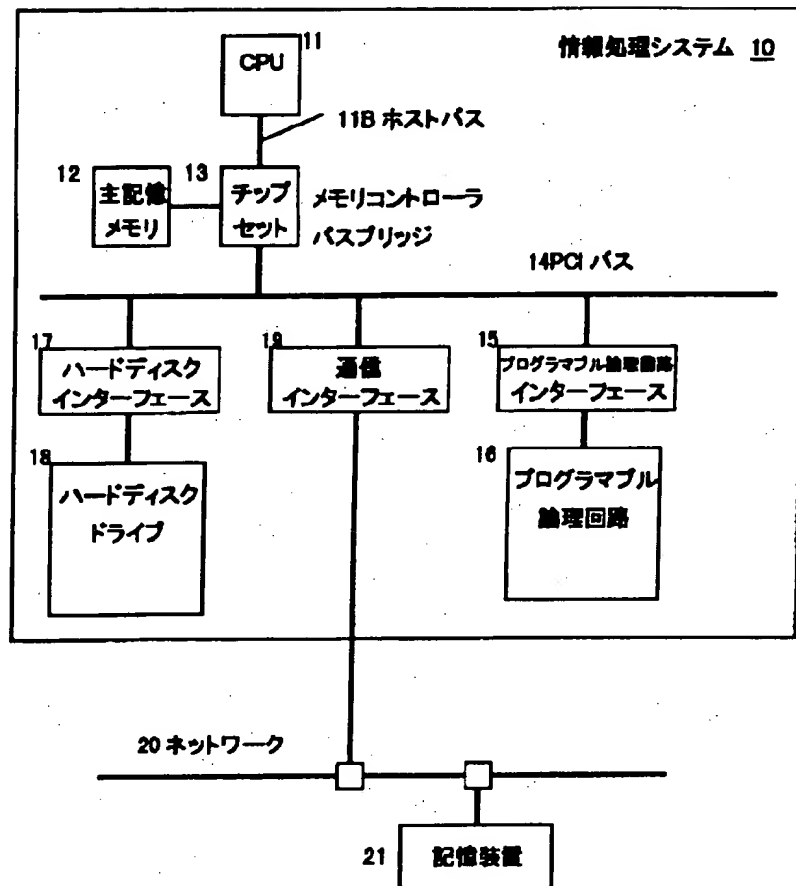 11
CPU
情報処理システム 10
11B ホストバス
12
主記憶
メモリ
13
チップ
セット
メモリコントローラ
バスブリッジ
14PCI バス
17
ハードディスク
インターフェース
19
通信
インターフェース
15
プログラマブル論理回路
インターフェース
18
ハードディスク
ドライブ
16
プログラマブル
論理回路
20 ネットワーク
21
記憶装置